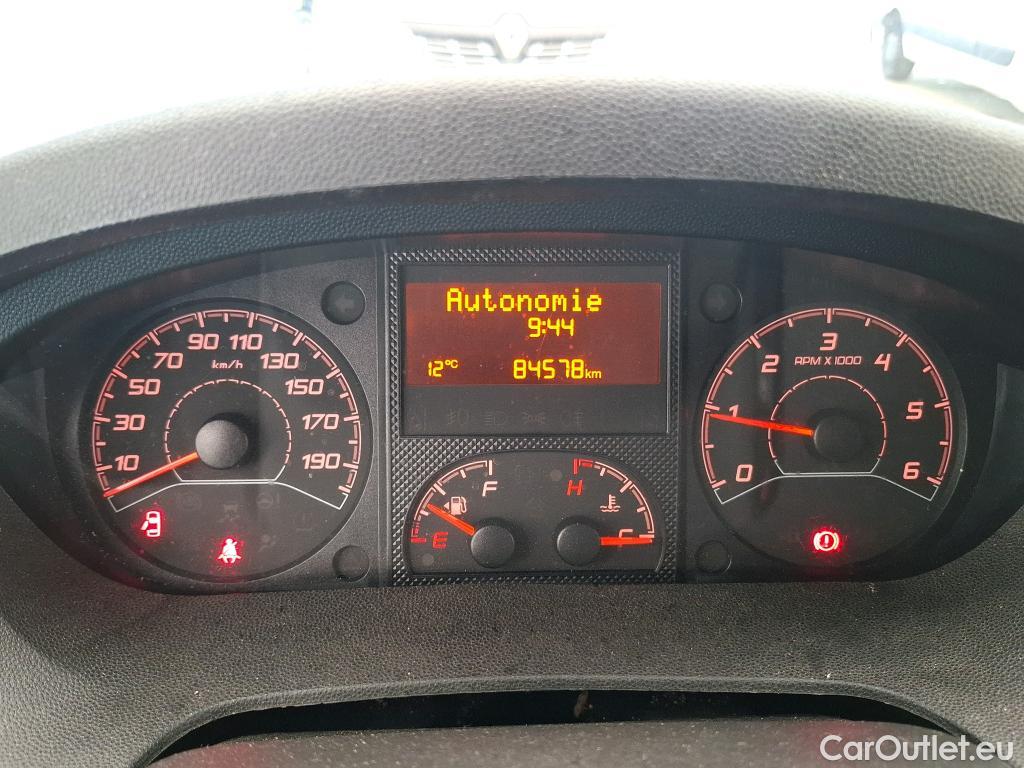 Autonomie
9:44
12°C 84578km
10 30 50 70 90 110 130 150 170 190
km/h
0 1 2 3 4 5 6
RPM X 1000
E F
H C
CarOutlet.eu